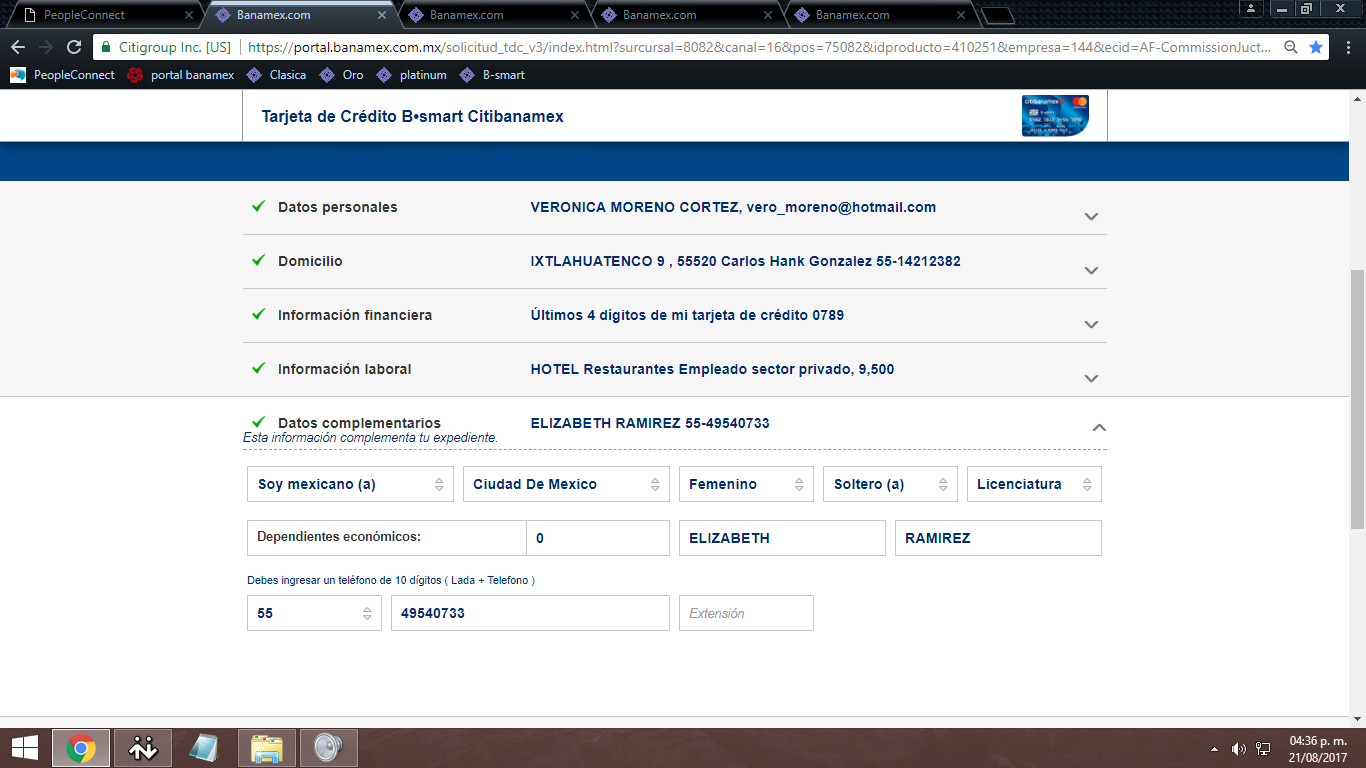 PeopleConnect
Banamex.com
Banamex.com
Banamex.com
Banamex.com
Citigroup Inc. [US] https://portal.banamex.com.mx/solicitud_tdc_v3/index.html?surcursal=8082&canal=16&pos=75082&idproducto=410251&empresa=144&ecid=AF-CommissionJuct...
PeopleConnect portal banamex Clasica Oro platinum B-smart
Tarjeta de Crédito B•smart Citibanamex
citibanamex
Datos personales VERONICA MORENO CORTEZ, vero_moreno@hotmail.com
Domicilio IXTLAHUATENCO 9 , 55520 Carlos Hank Gonzalez 55-14212382
Información financiera Últimos 4 dígitos de mi tarjeta de crédito 0789
Información laboral HOTEL Restaurantes Empleado sector privado, 9,500
Datos complementarios ELIZABETH RAMIREZ 55-49540733
Esta información complementa tu expediente.
Soy mexicano (a) Ciudad De Mexico Femenino Soltero (a) Licenciatura
Dependientes económicos: 0 ELIZABETH RAMIREZ
Debes ingresar un teléfono de 10 dígitos ( Lada + Telefono )
55 49540733 Extensión
04:36 p. m.
21/08/2017